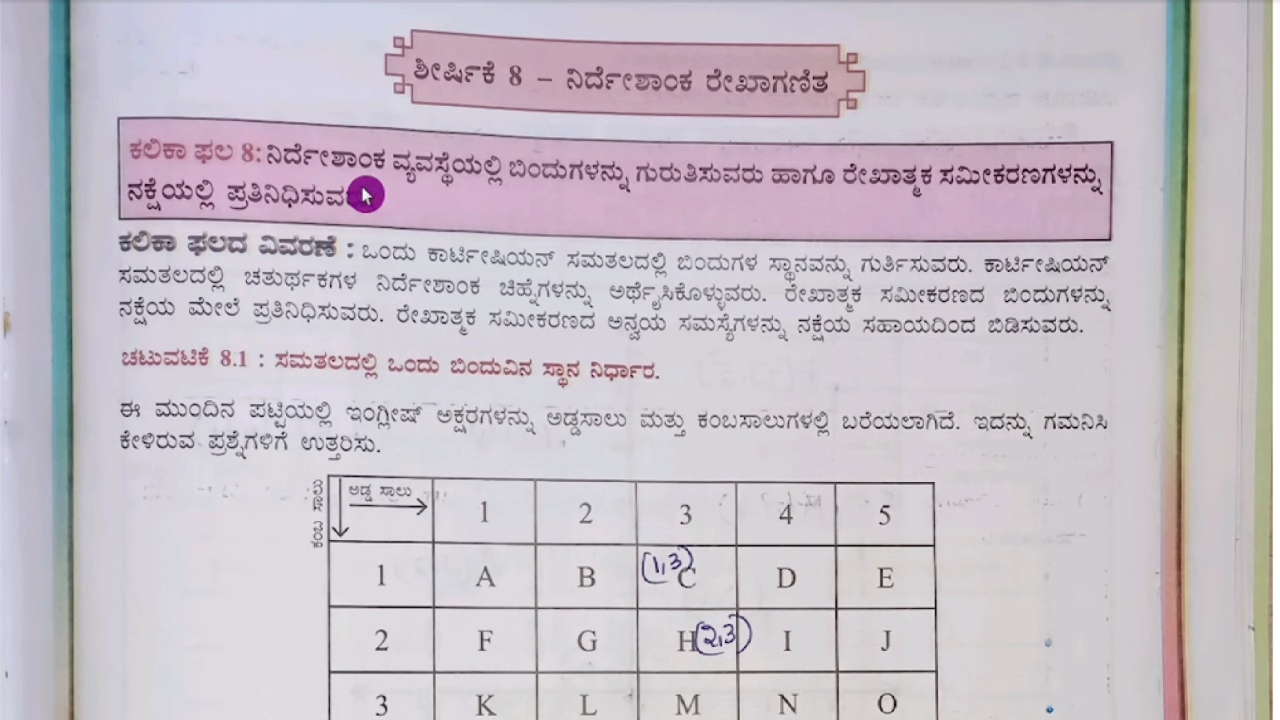 ಶೀರ್ಷಿಕೆ 8 – ನಿರ್ದೇಶಾಂಕ ರೇಖಾಗಣಿತ
ಕಲಿಕಾ ಫಲ 8: ನಿರ್ದೇಶಾಂಕ ವ್ಯವಸ್ಥೆಯಲ್ಲಿ ಬಿಂದುಗಳನ್ನು ಗುರುತಿಸುವರು ಹಾಗೂ ರೇಖಾತ್ಮಕ ಸಮೀಕರಣಗಳನ್ನು
ನಕ್ಷೆಯಲ್ಲಿ
ಕಲಿಕಾ ಫಲದ ವಿವರಣೆ : ಒಂದು ಕಾರ್ಟೀಷಿಯನ್ ಸಮತಲದಲ್ಲಿ ಬಿಂದುಗಳ ಸ್ಥಾನವನ್ನು ಗುರ್ತಿಸುವರು. ಕಾರ್ಟೀಷಿಯನ್
ಸಮತಲದಲ್ಲಿ ಚತುರ್ಥಕಗಳ ನಿರ್ದೇಶಾಂಕ ಚಿಹ್ನೆಗಳನ್ನು ಅರ್ಥೈಸಿಕೊಳ್ಳುವರು. ರೇಖಾತ್ಮಕ ಸಮೀಕರಣದ ಬಿಂದುಗಳನ್ನು
ನಕ್ಷೆಯ ಮೇಲೆ ಪ್ರತಿನಿಧಿಸುವರು. ರೇಖಾತ್ಮಕ ಸಮೀಕರಣದ ಅನ್ವಯ ಸಮಸ್ಯೆಗಳನ್ನು ನಕ್ಷೆಯ ಸಹಾಯದಿಂದ ಬಿಡಿಸುವರು.
ಚಟುವಟಿಕೆ 8.1 : ಸಮತಲದಲ್ಲಿ ಒಂದು ಬಿಂದುವಿನ ಸ್ಥಾನ ನಿರ್ಧಾರ.
ಈ ಮುಂದಿನ ಪಟ್ಟಿಯಲ್ಲಿ ಇಂಗ್ಲೀಷ್ ಅಕ್ಷರಗಳನ್ನು ಅಡ್ಡಸಾಲು ಮತ್ತು ಕಂಬಸಾಲುಗಳಲ್ಲಿ ಬರೆಯಲಾಗಿದೆ. ಇದನ್ನು ಗಮನಿಸಿ
ಕೇಳಿರುವ ಪ್ರಶ್ನೆಗಳಿಗೆ ಉತ್ತರಿಸು.
ಕಂಬ ಸಾಲು
ಅಡ್ಡ ಸಾಲು 1 2 3 4 5
1 A B (1,3) C D E
2 F G H (2,3) I J
3 K L M N O